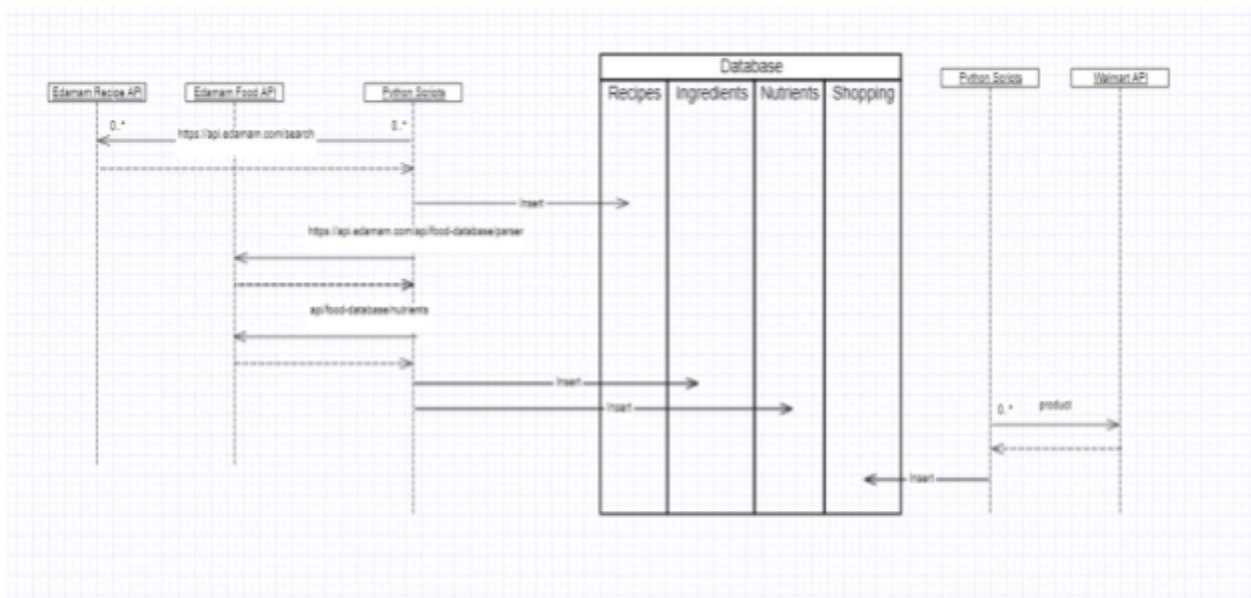 Database
Edamam Recipe API
Edamam Food API
Python Scripts
Python Scripts
Walmart API
Recipes
Ingredients
Nutrients
Shopping
0..*
https://api.edamam.com/search
0..*
Insert
https://api.edamam.com/api/food-database/parser
api/food-database/nutrients
Insert
Insert
0..*
product
Insert